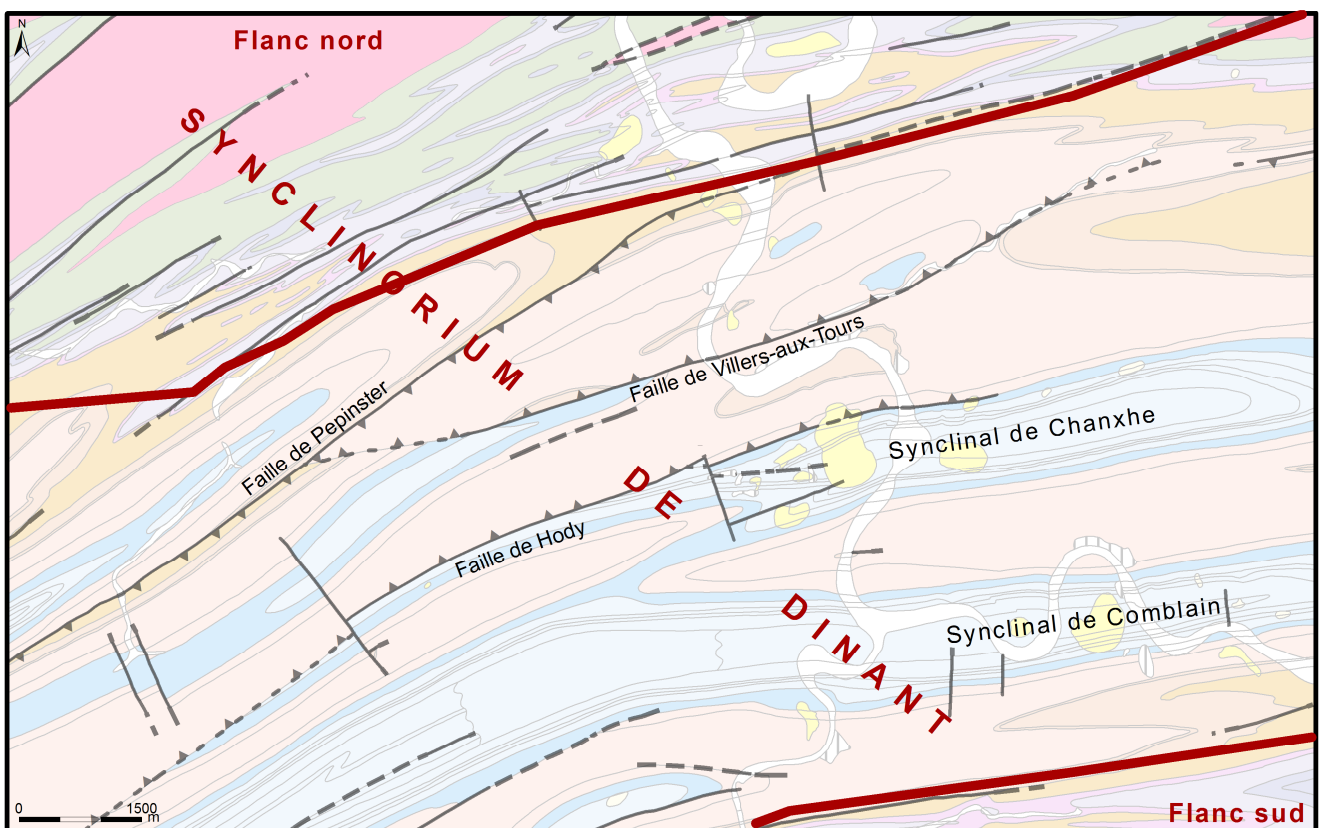 N
Flanc nord
SYNCLINORIUM
DE
DINANT
Faille de Pepinster
Faille de Villers-aux-Tours
Faille de Hody
Synclinal de Chanxhe
Synclinal de Comblain
0 1500
m
Flanc sud